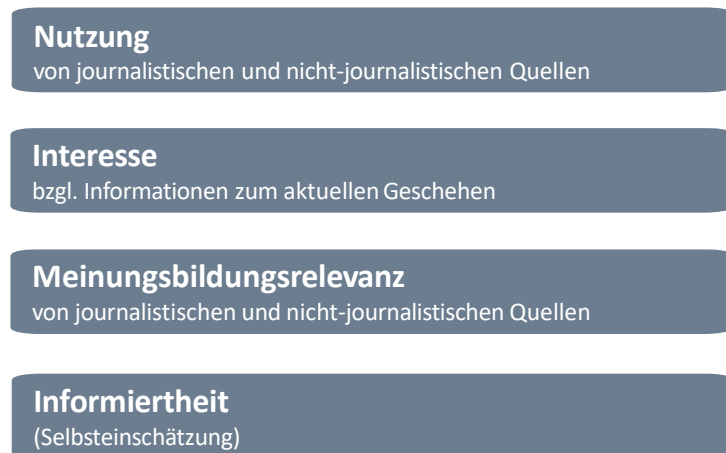 Nutzung
von journalistischen und nicht-journalistischen Quellen
Interesse
bzgl. Informationen zum aktuellen Geschehen
Meinungsbildungsrelevanz
von journalistischen und nicht-journalistischen Quellen
Informiertheit
(Selbsteinschätzung)